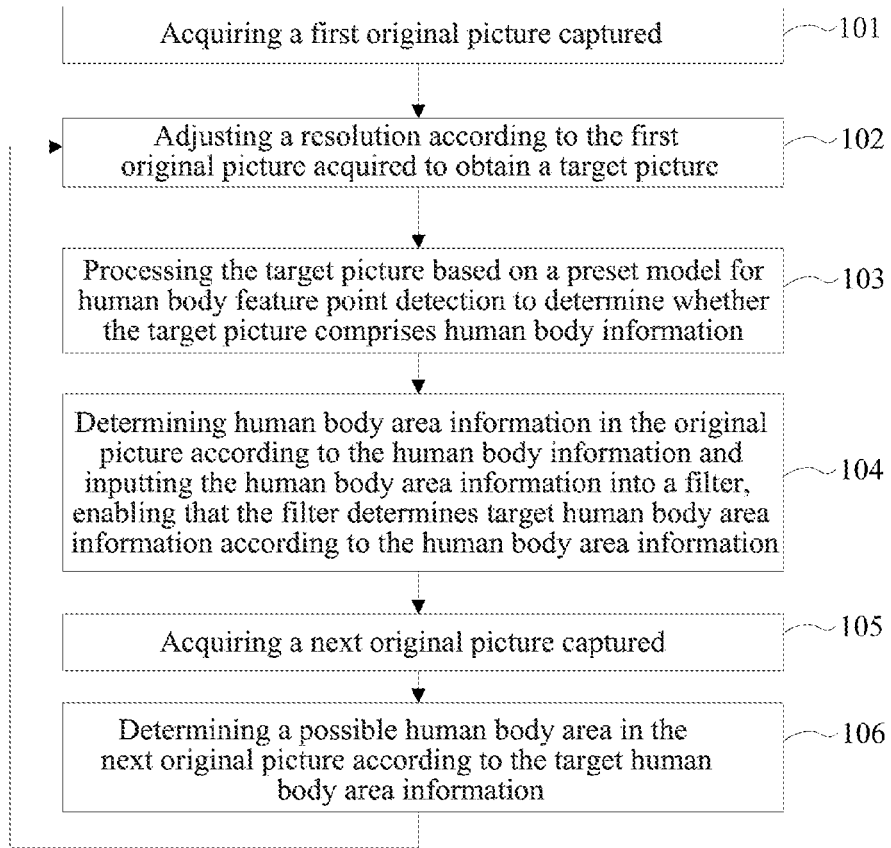 Acquiring a first original picture captured
101
Adjusting a resolution according to the first
original picture acquired to obtain a target picture
102
Processing the target picture based on a preset model for
human body feature point detection to determine whether
the target picture comprises human body information
103
Determining human body area information in the original
picture according to the human body information and
inputting the human body area information into a filter,
enabling that the filter determines target human body area
information according to the human body area information
104
Acquiring a next original picture captured
105
Determining a possible human body area in the
next original picture according to the target human
body area information
106